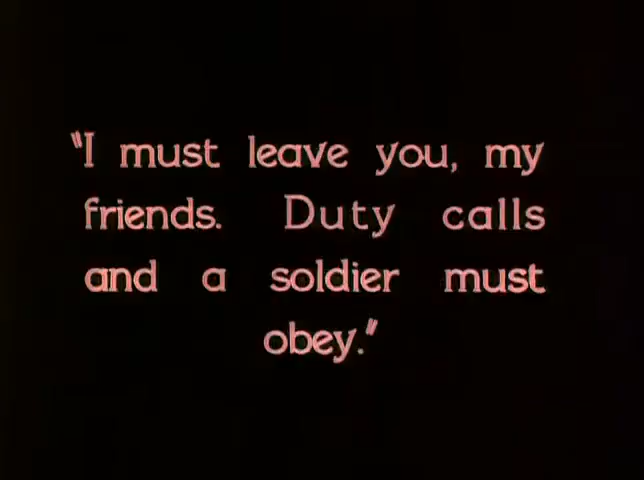 "I must leave you, my
friends. Duty calls
and a soldier must
obey."